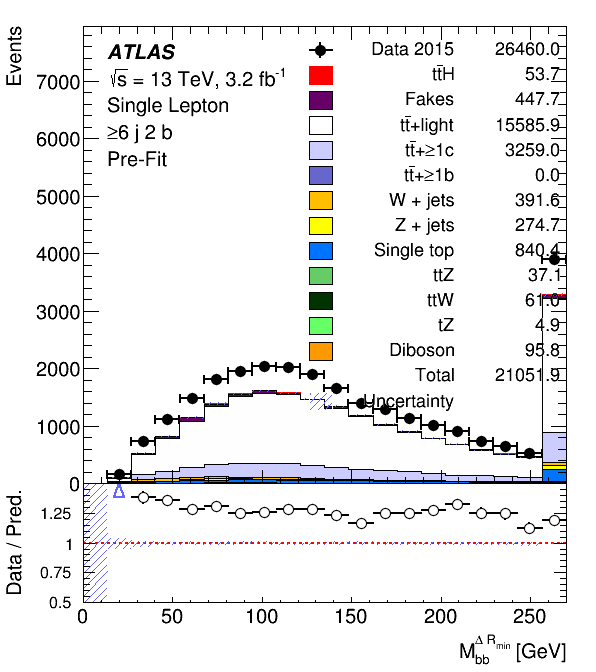 Events
ATLAS
√s = 13 TeV, 3.2 fb-1
Single Lepton
≥6 j 2 b
Pre-Fit
Data 2015 26460.0
tt̄H 53.7
Fakes 447.7
tt̄+light 15585.9
tt̄+≥1c 3259.0
tt̄+≥1b 0.0
W + jets 391.6
Z + jets 274.7
Single top 840.4
ttZ 37.1
ttW 61.0
tZ 4.9
Diboson 95.8
Total 21051.9
Uncertainty
7000
6000
5000
4000
3000
2000
1000
0
Data / Pred.
1.25
1
0.75
0.5
0 50 100 150 200 250
M bb Δ R min [GeV]